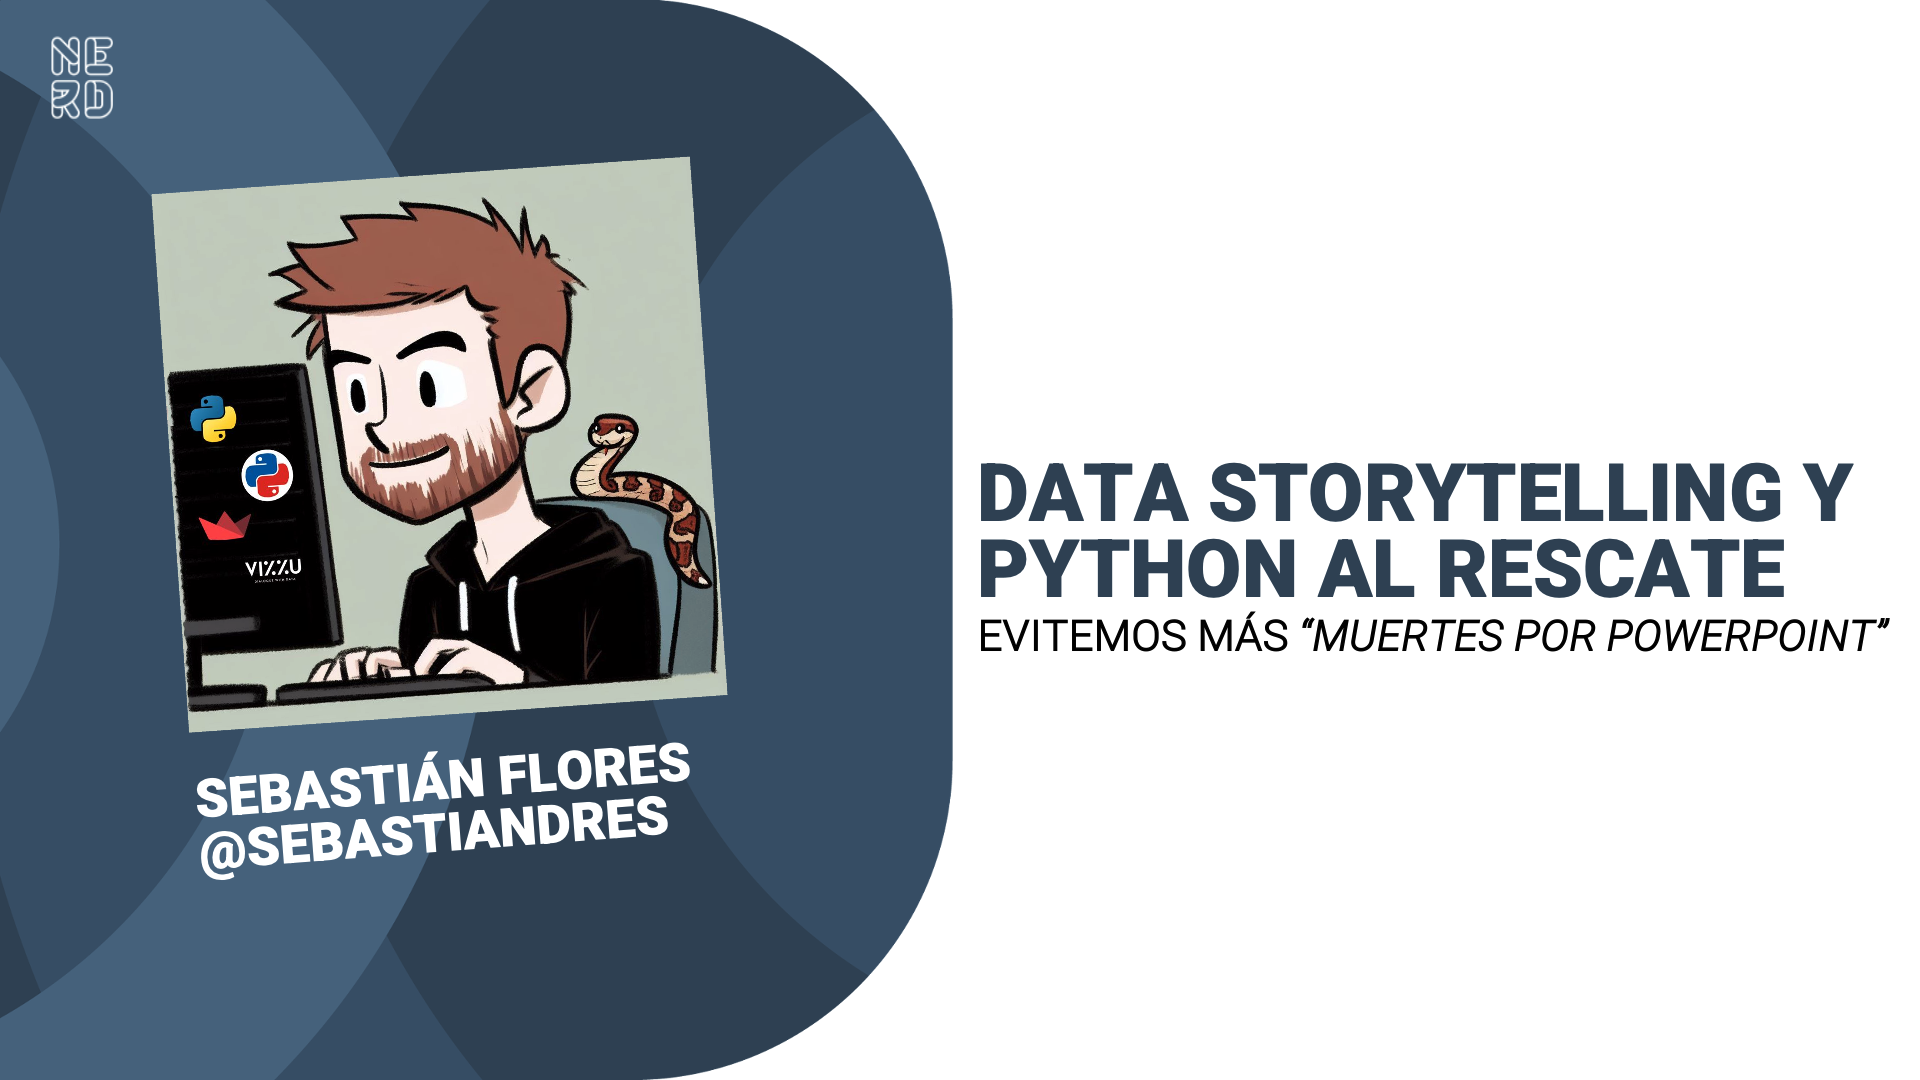 NE
RD
VIZZU
SEBASTIÁN FLORES
@SEBASTIANDRES
DATA STORYTELLING Y
PYTHON AL RESCATE
EVITEMOS MÁS “MUERTES POR POWERPOINT”